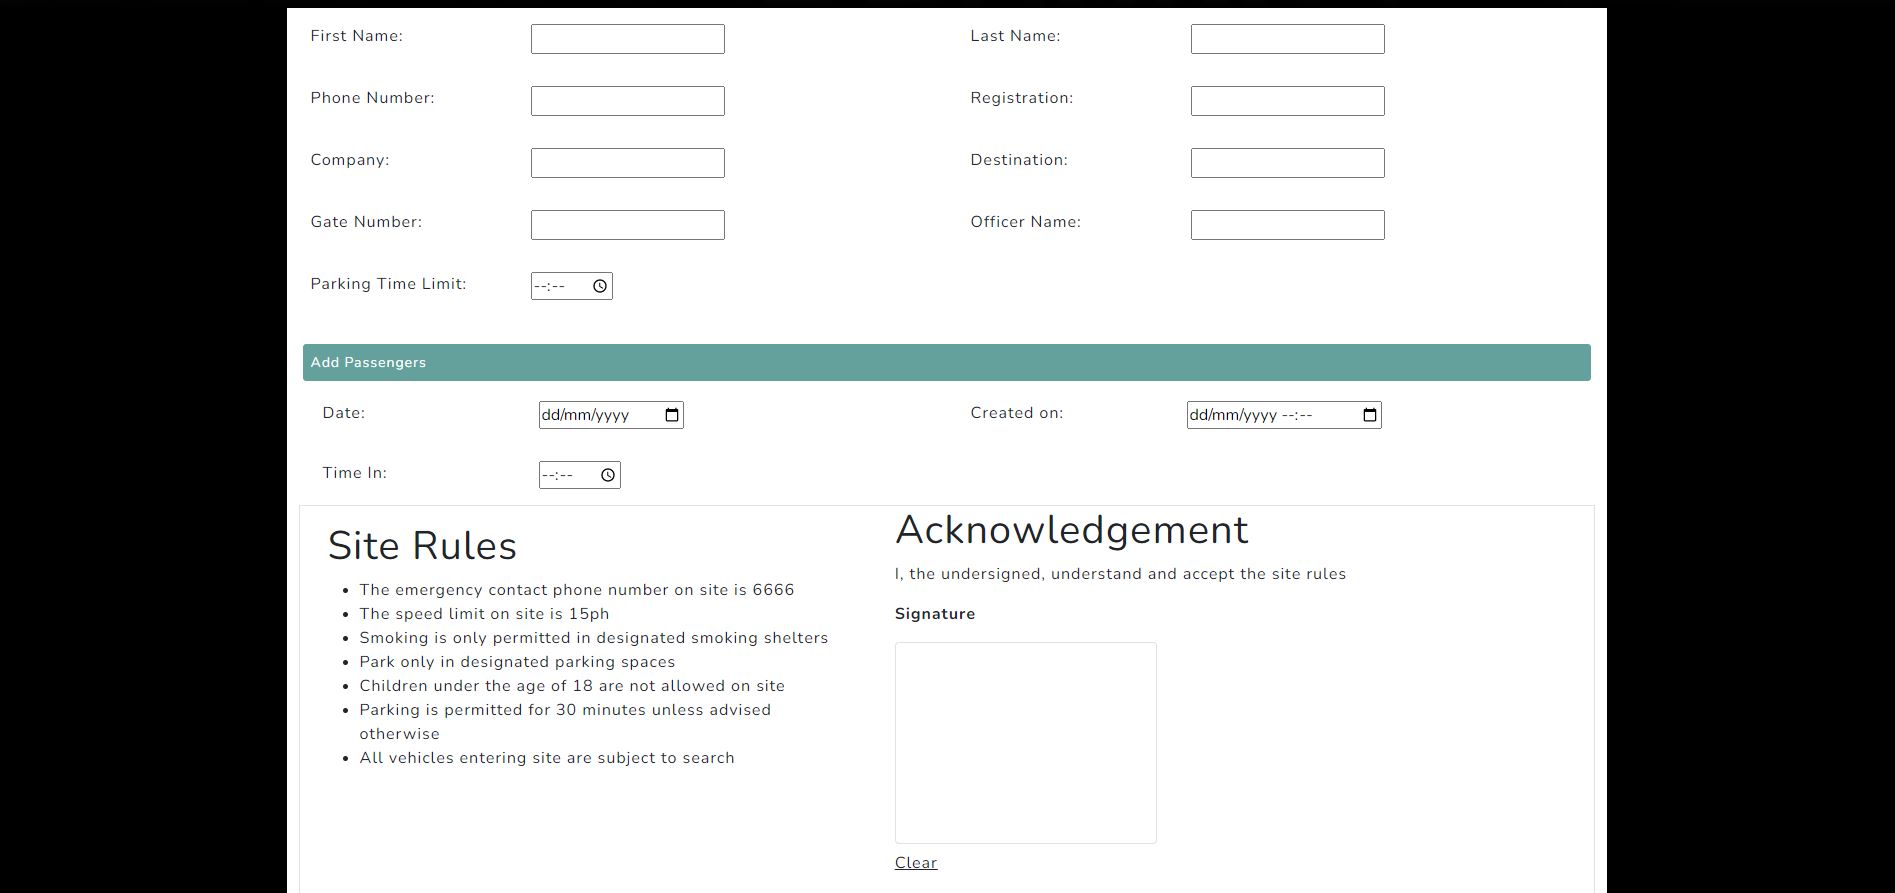 First Name:
Last Name:
Phone Number:
Registration:
Company:
Destination:
Gate Number:
Officer Name:
Parking Time Limit:
--:--
Add Passengers
Date:
dd/mm/yyyy
Created on:
dd/mm/yyyy --:--
Time In:
--:--
Site Rules
The emergency contact phone number on site is 6666
The speed limit on site is 15ph
Smoking is only permitted in designated smoking shelters
Park only in designated parking spaces
Children under the age of 18 are not allowed on site
Parking is permitted for 30 minutes unless advised
otherwise
All vehicles entering site are subject to search
Acknowledgement
I, the undersigned, understand and accept the site rules
Signature
Clear